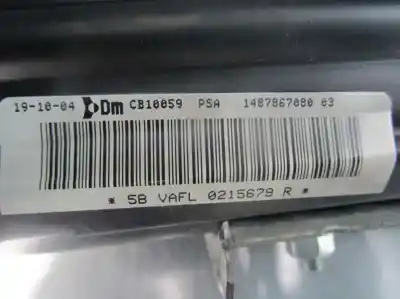 19-10-04 Dm CB10059 PSA 1487867080 03
* 5B VAFL 0215679 R *